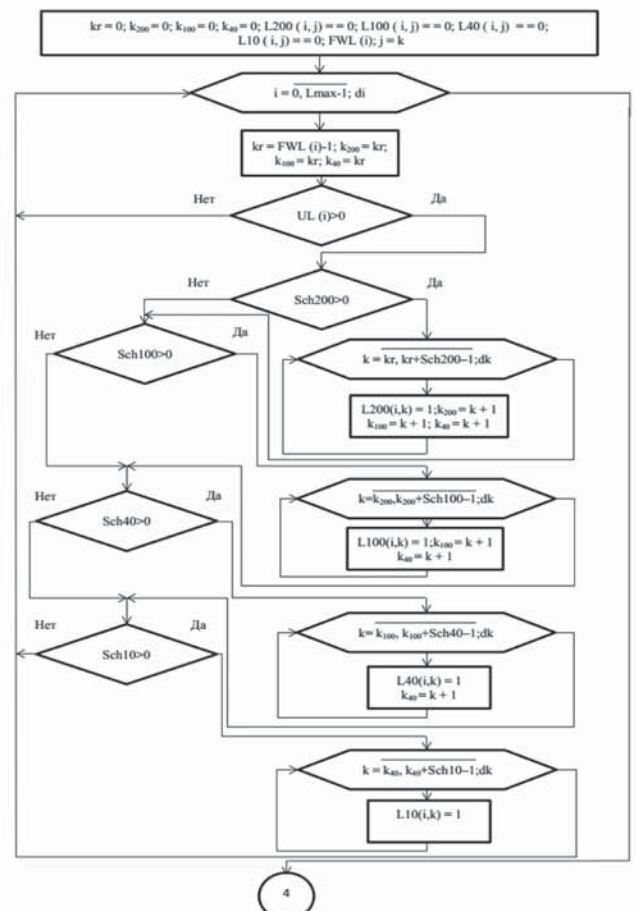 kr = 0; k₂₀₀ = 0; k₁₀₀ = 0; k₄₀ = 0; L200 ( i, j) = = 0; L100 ( i, j) = = 0; L40 ( i, j) = = 0;
L10 ( i, j) = = 0; FWL (i); j = k
i = 0, Lmax-1; di
kr = FWL (i)-1; k₂₀₀ = kr;
k₁₀₀ = kr; k₄₀ = kr
Нет
Да
UL (i)>0
Нет
Да
Sch200>0
Нет
Да
Sch100>0
k = kr, kr+Sch200–1;dk
L200(i,k) = 1;k₂₀₀ = k + 1
k₁₀₀ = k + 1; k₄₀ = k + 1
Нет
Да
Sch40>0
k=k₂₀₀,k₂₀₀+Sch100–1;dk
L100(i,k) = 1;k₁₀₀ = k + 1
k₄₀ = k + 1
Нет
Да
Sch10>0
k= k₁₀₀, k₁₀₀+Sch40–1;dk
L40(i,k) = 1
k₄₀ = k + 1
k = k₄₀, k₄₀+Sch10–1;dk
L10(i,k) = 1
4